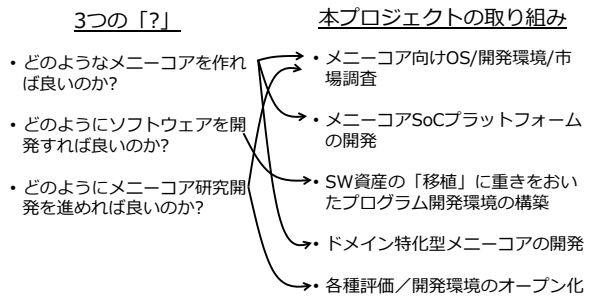 3つの「?」
• どのようなメニーコアを作れ
ば良いのか?
• どのようにソフトウェアを開
発すれば良いのか?
• どのようにメニーコア研究開
発を進めれば良いのか?
本プロジェクトの取り組み
• メニーコア向けOS/開発環境/市
場調査
• メニーコアSoCプラットフォーム
の開発
• SW資産の「移植」に重きをおい
たプログラム開発環境の構築
• ドメイン特化型メニーコアの開発
• 各種評価／開発環境のオープン化